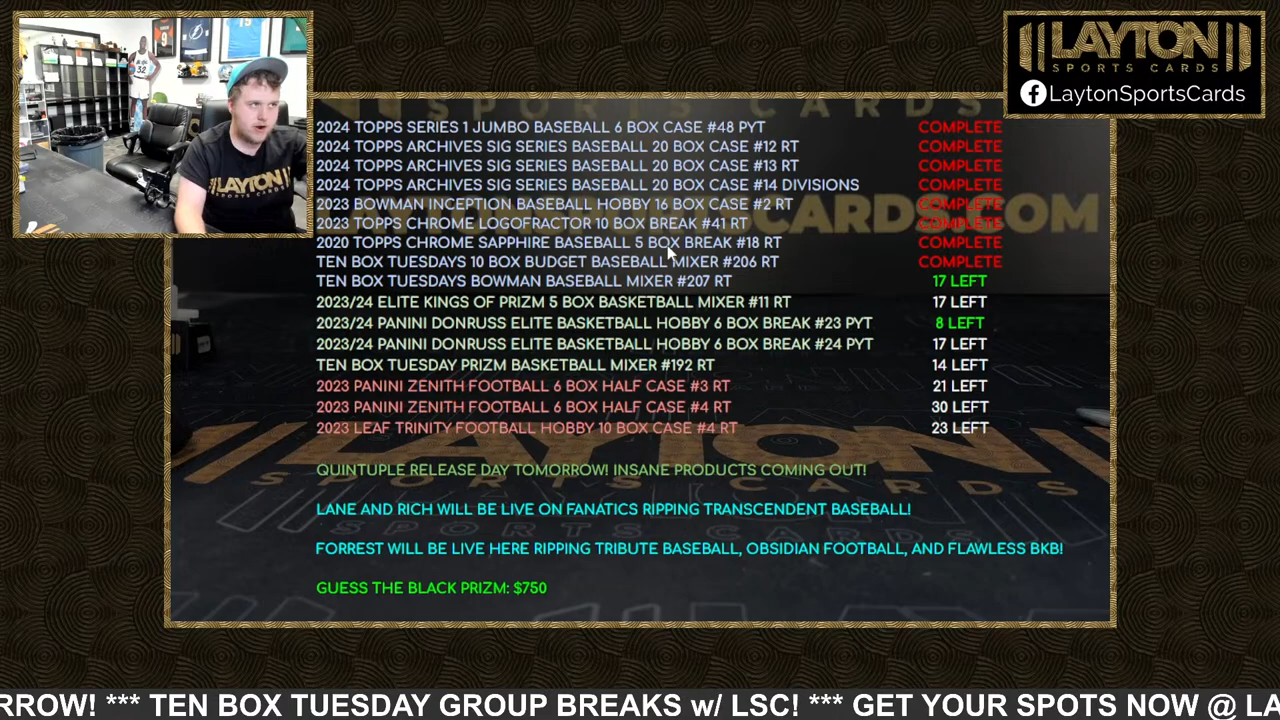 LAYTON
SPORTS CARDS
LaytonSportsCards
SPORTS CARDS
2024 TOPPS SERIES 1 JUMBO BASEBALL 6 BOX CASE #48 PYT COMPLETE
2024 TOPPS ARCHIVES SIG SERIES BASEBALL 20 BOX CASE #12 RT COMPLETE
2024 TOPPS ARCHIVES SIG SERIES BASEBALL 20 BOX CASE #13 RT COMPLETE
2024 TOPPS ARCHIVES SIG SERIES BASEBALL 20 BOX CASE #14 DIVISIONS COMPLETE
2023 BOWMAN INCEPTION BASEBALL HOBBY 16 BOX CASE #2 RT COMPLETE
2023 TOPPS CHROME LOGOFRACTOR 10 BOX BREAK #41 RT COMPLETE
2020 TOPPS CHROME SAPPHIRE BASEBALL 5 BOX BREAK #18 RT COMPLETE
TEN BOX TUESDAYS 10 BOX BUDGET BASEBALL MIXER #206 RT COMPLETE
TEN BOX TUESDAYS BOWMAN BASEBALL MIXER #207 RT 17 LEFT
2023/24 ELITE KINGS OF PRIZM 5 BOX BASKETBALL MIXER #11 RT 17 LEFT
2023/24 PANINI DONRUSS ELITE BASKETBALL HOBBY 6 BOX BREAK #23 PYT 8 LEFT
2023/24 PANINI DONRUSS ELITE BASKETBALL HOBBY 6 BOX BREAK #24 PYT 17 LEFT
TEN BOX TUESDAY PRIZM BASKETBALL MIXER #192 RT 14 LEFT
2023 PANINI ZENITH FOOTBALL 6 BOX HALF CASE #3 RT 21 LEFT
2023 PANINI ZENITH FOOTBALL 6 BOX HALF CASE #4 RT 30 LEFT
2023 LEAF TRINITY FOOTBALL HOBBY 10 BOX CASE #4 RT 23 LEFT
QUINTUPLE RELEASE DAY TOMORROW! INSANE PRODUCTS COMING OUT!
LANE AND RICH WILL BE LIVE ON FANATICS RIPPING TRANSCENDENT BASEBALL!
FORREST WILL BE LIVE HERE RIPPING TRIBUTE BASEBALL, OBSIDIAN FOOTBALL, AND FLAWLESS BKB!
GUESS THE BLACK PRIZM: $750
RROW! *** TEN BOX TUESDAY GROUP BREAKS w/ LSC! *** GET YOUR SPOTS NOW @ LA